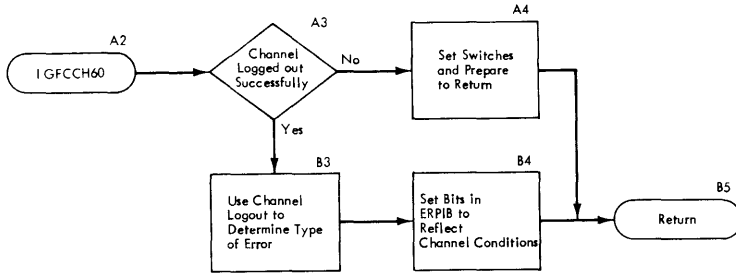 A2
I GFCCH60
A3
Channel
Logged out
Successfully
No
Yes
A4
Set Switches
and Prepare
to Return
B3
Use Channel
Logout to
Determine Type
of Error
B4
Set Bits in
ERPIB to
Reflect
Channel Conditions
B5
Return